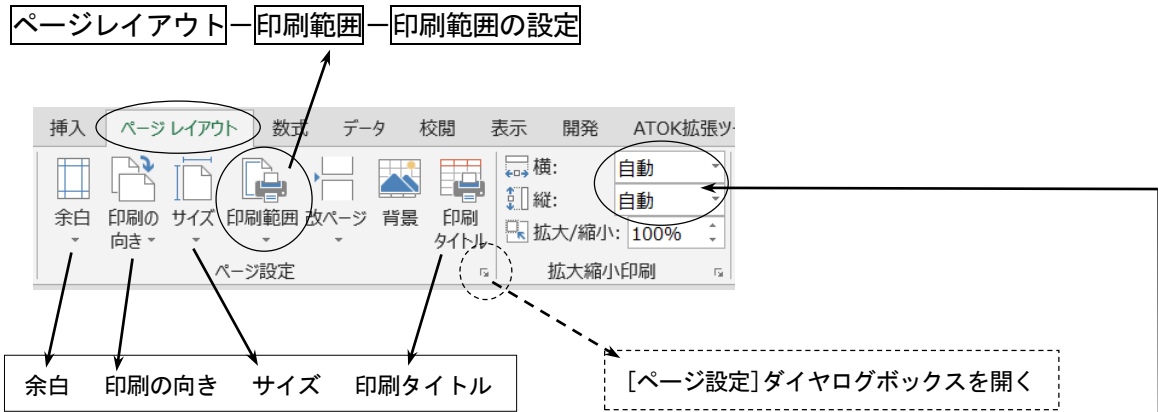 ページレイアウト－印刷範囲－印刷範囲の設定
挿入 ページ レイアウト 数式 データ 校閲 表示 開発 ATOK拡張ツ
余白 印刷の向き サイズ 印刷範囲 改ページ 背景 印刷タイトル
横: 自動
縦: 自動
拡大/縮小: 100%
ページ設定 拡大縮小印刷
余白 印刷の向き サイズ 印刷タイトル
[ページ設定]ダイヤログボックスを開く